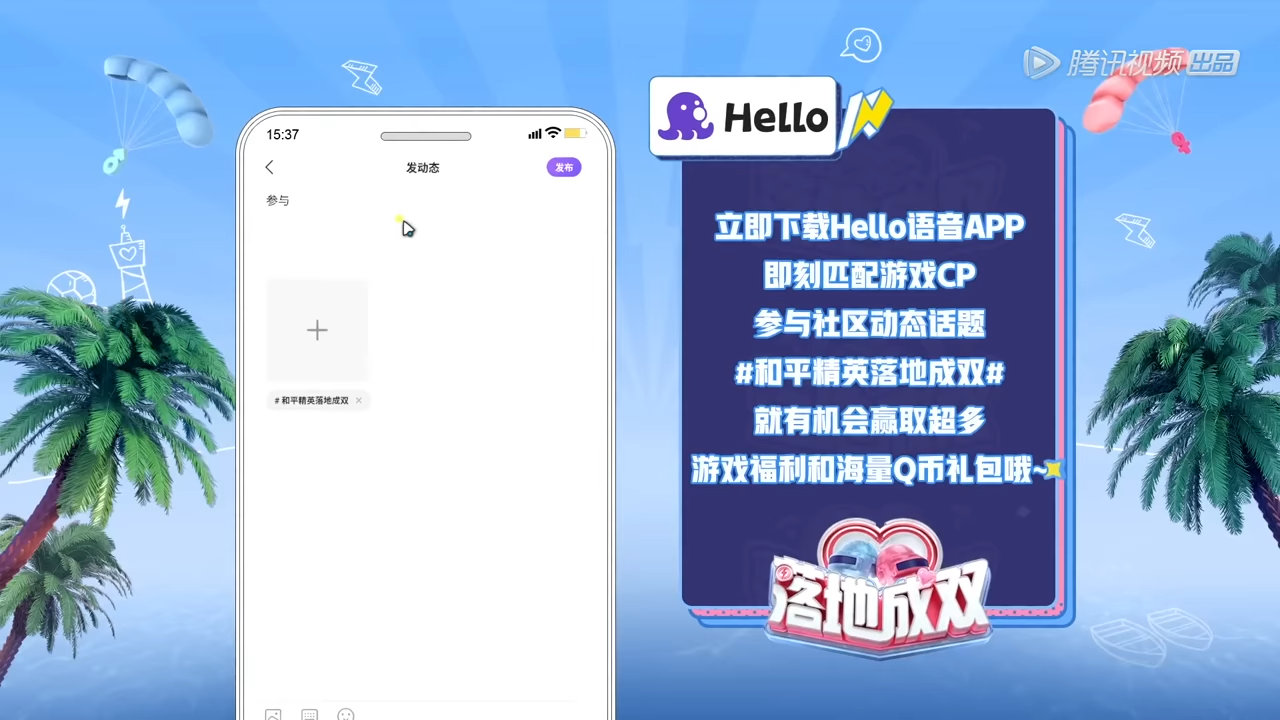 腾讯视频 出品
15:37
发动态
发布
参与
# 和平精英落地成双 ×
Hello
立即下载Hello语音APP
即刻匹配游戏CP
参与社区动态话题
#和平精英落地成双#
就有机会赢取超多
游戏福利和海量Q币礼包哦~
落地成双